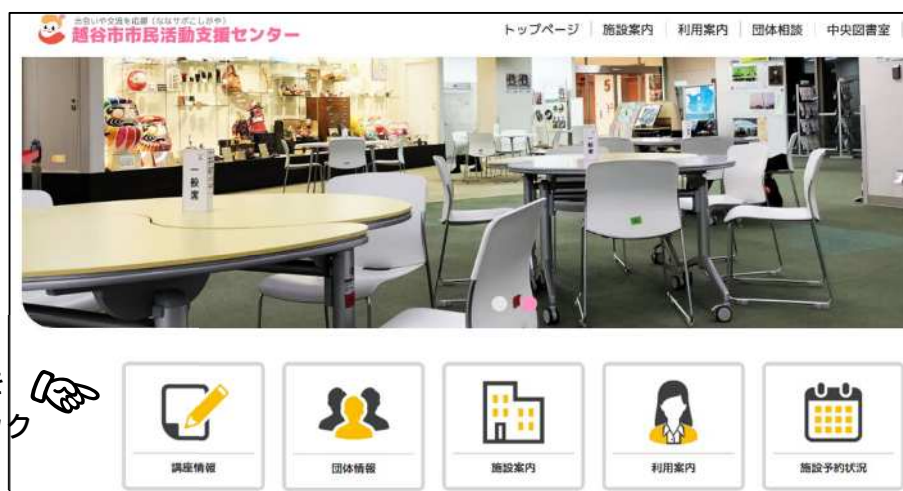 出会いや交流を応援（ななサポこしがや）
越谷市市民活動支援センター
トップページ
施設案内
利用案内
団体相談
中央図書室
5
一般席
講座情報
団体情報
施設案内
利用案内
施設予約状況